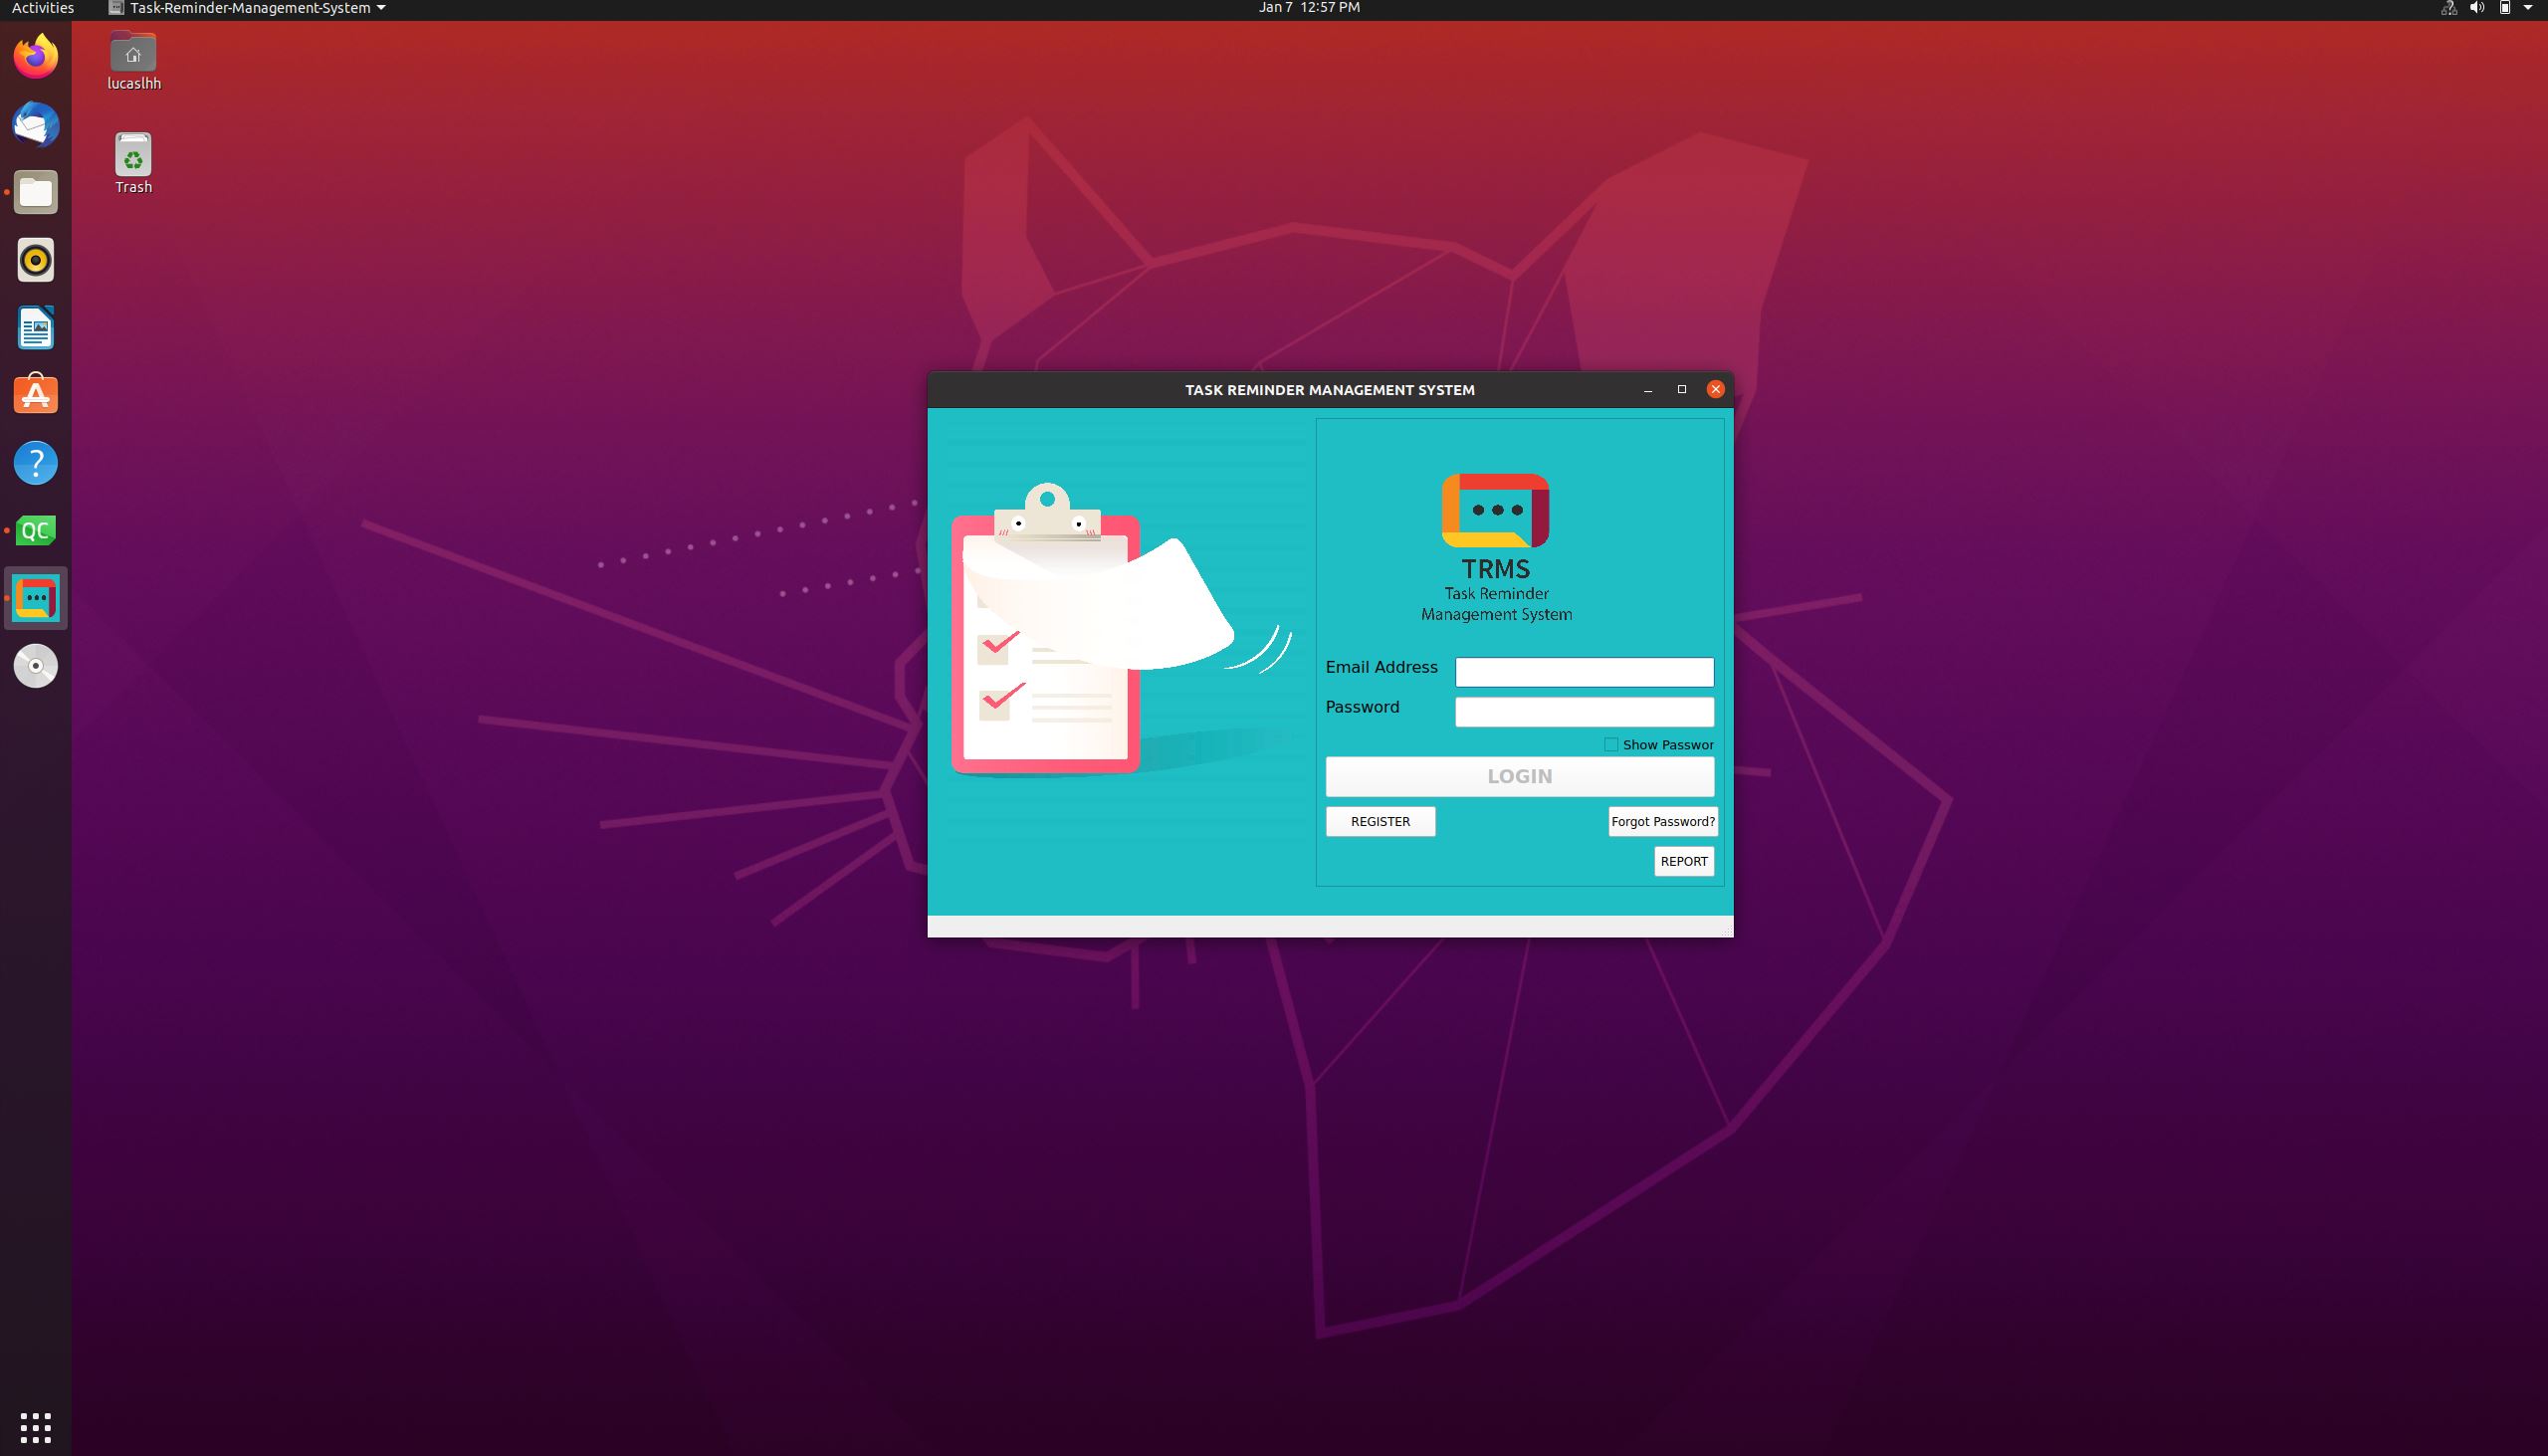 Activities
Task-Reminder-Management-System
Jan 7 12:57 PM
lucaslhh
Trash
?
QC
TASK REMINDER MANAGEMENT SYSTEM
TRMS
Task Reminder
Management System
Email Address
Password
Show Passwor
LOGIN
REGISTER
Forgot Password?
REPORT